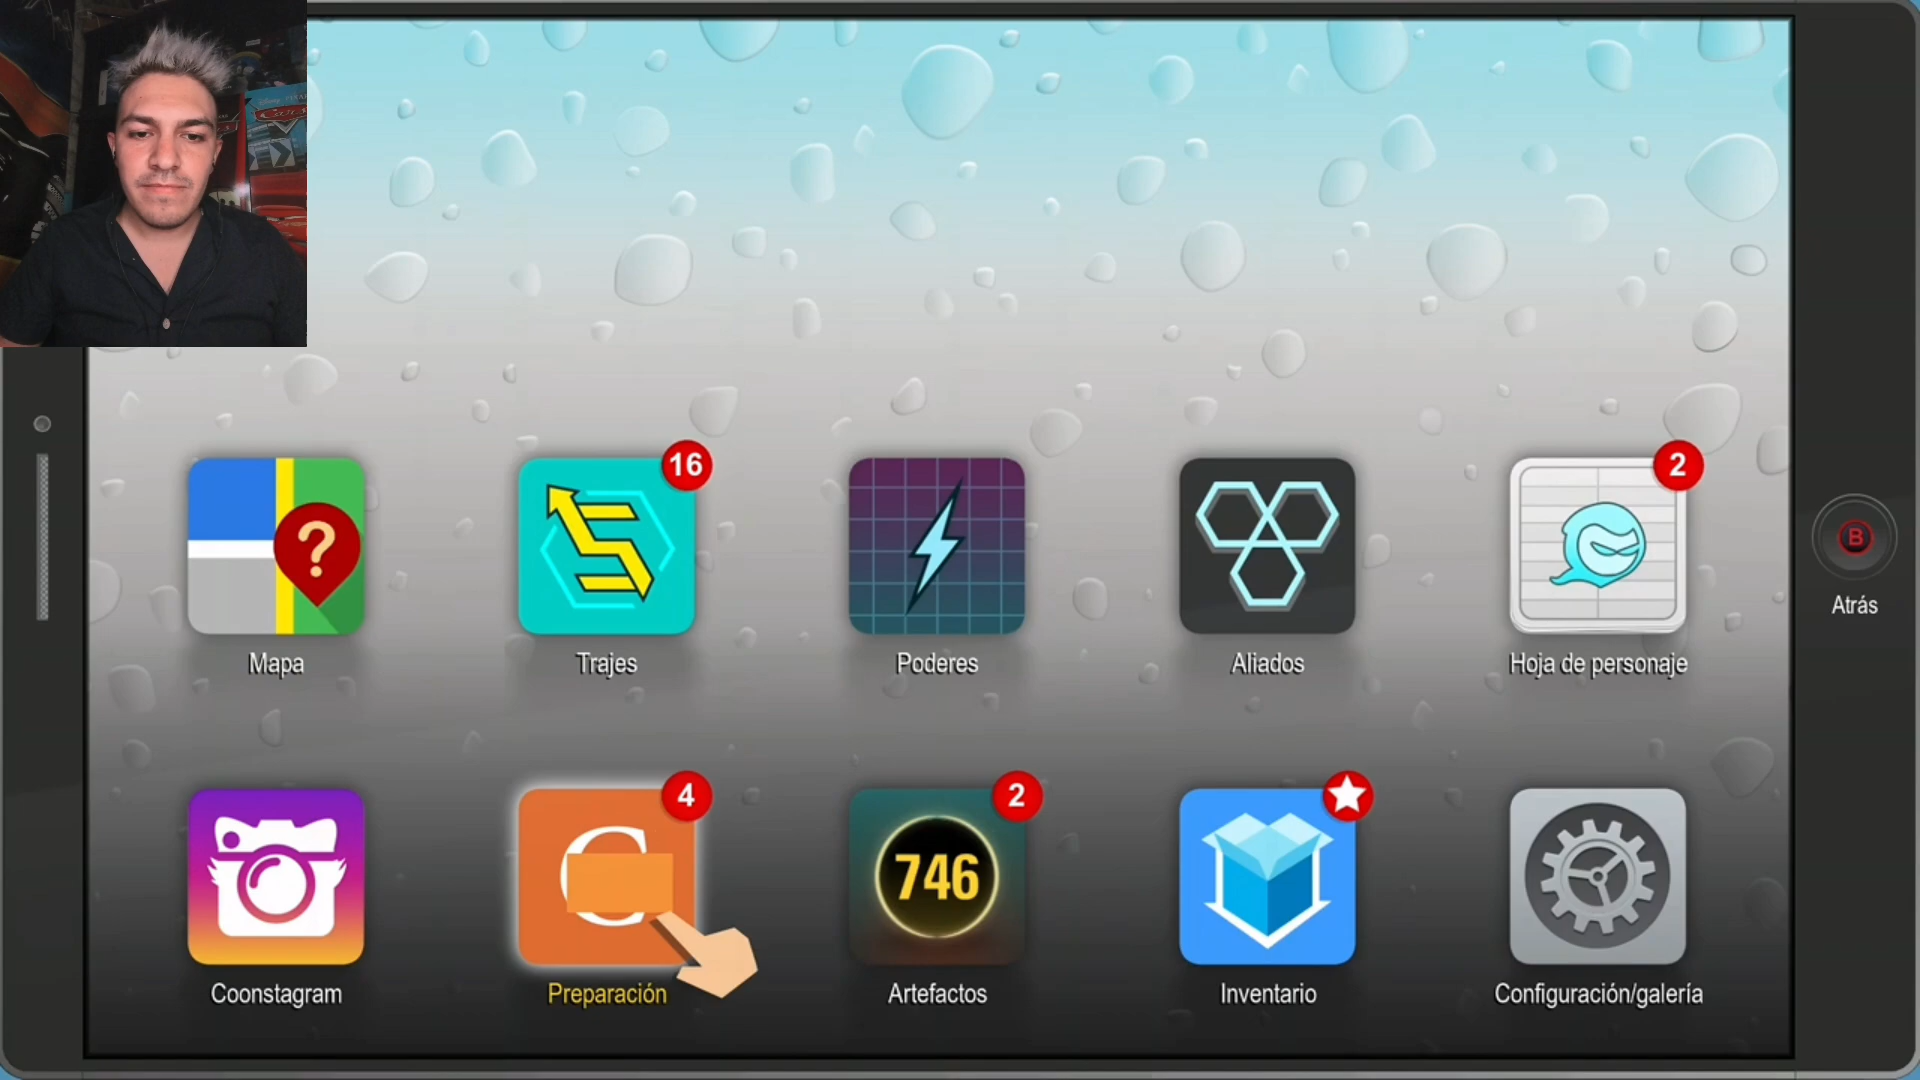 16
2
B
Atrás
Mapa
Trajes
Poderes
Aliados
Hoja de personaje
4
2
C
746
Coonstagram
Preparación
Artefactos
Inventario
Configuración/galería